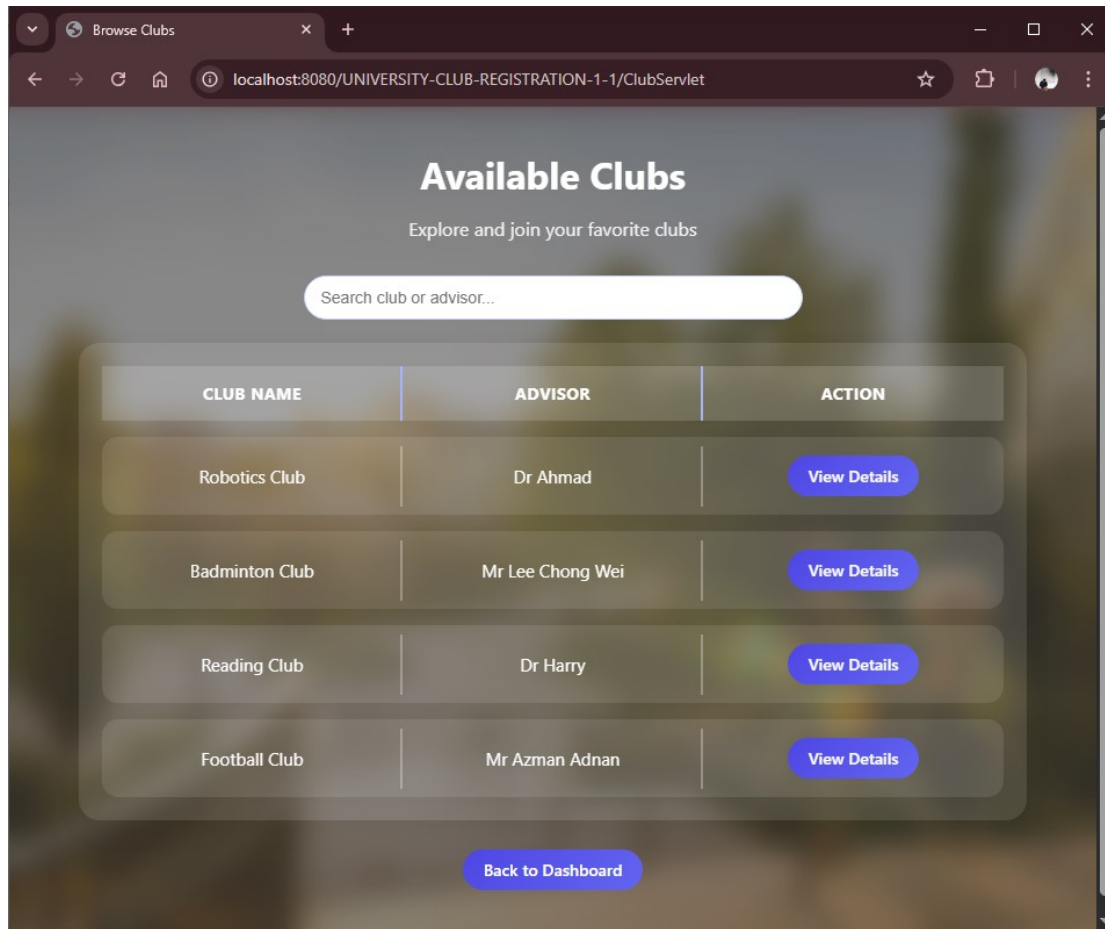 Browse Clubs
localhost:8080/UNIVERSITY-CLUB-REGISTRATION-1-1/ClubServlet
Available Clubs
Explore and join your favorite clubs
Search club or advisor...
CLUB NAME ADVISOR ACTION
Robotics Club Dr Ahmad View Details
Badminton Club Mr Lee Chong Wei View Details
Reading Club Dr Harry View Details
Football Club Mr Azman Adnan View Details
Back to Dashboard